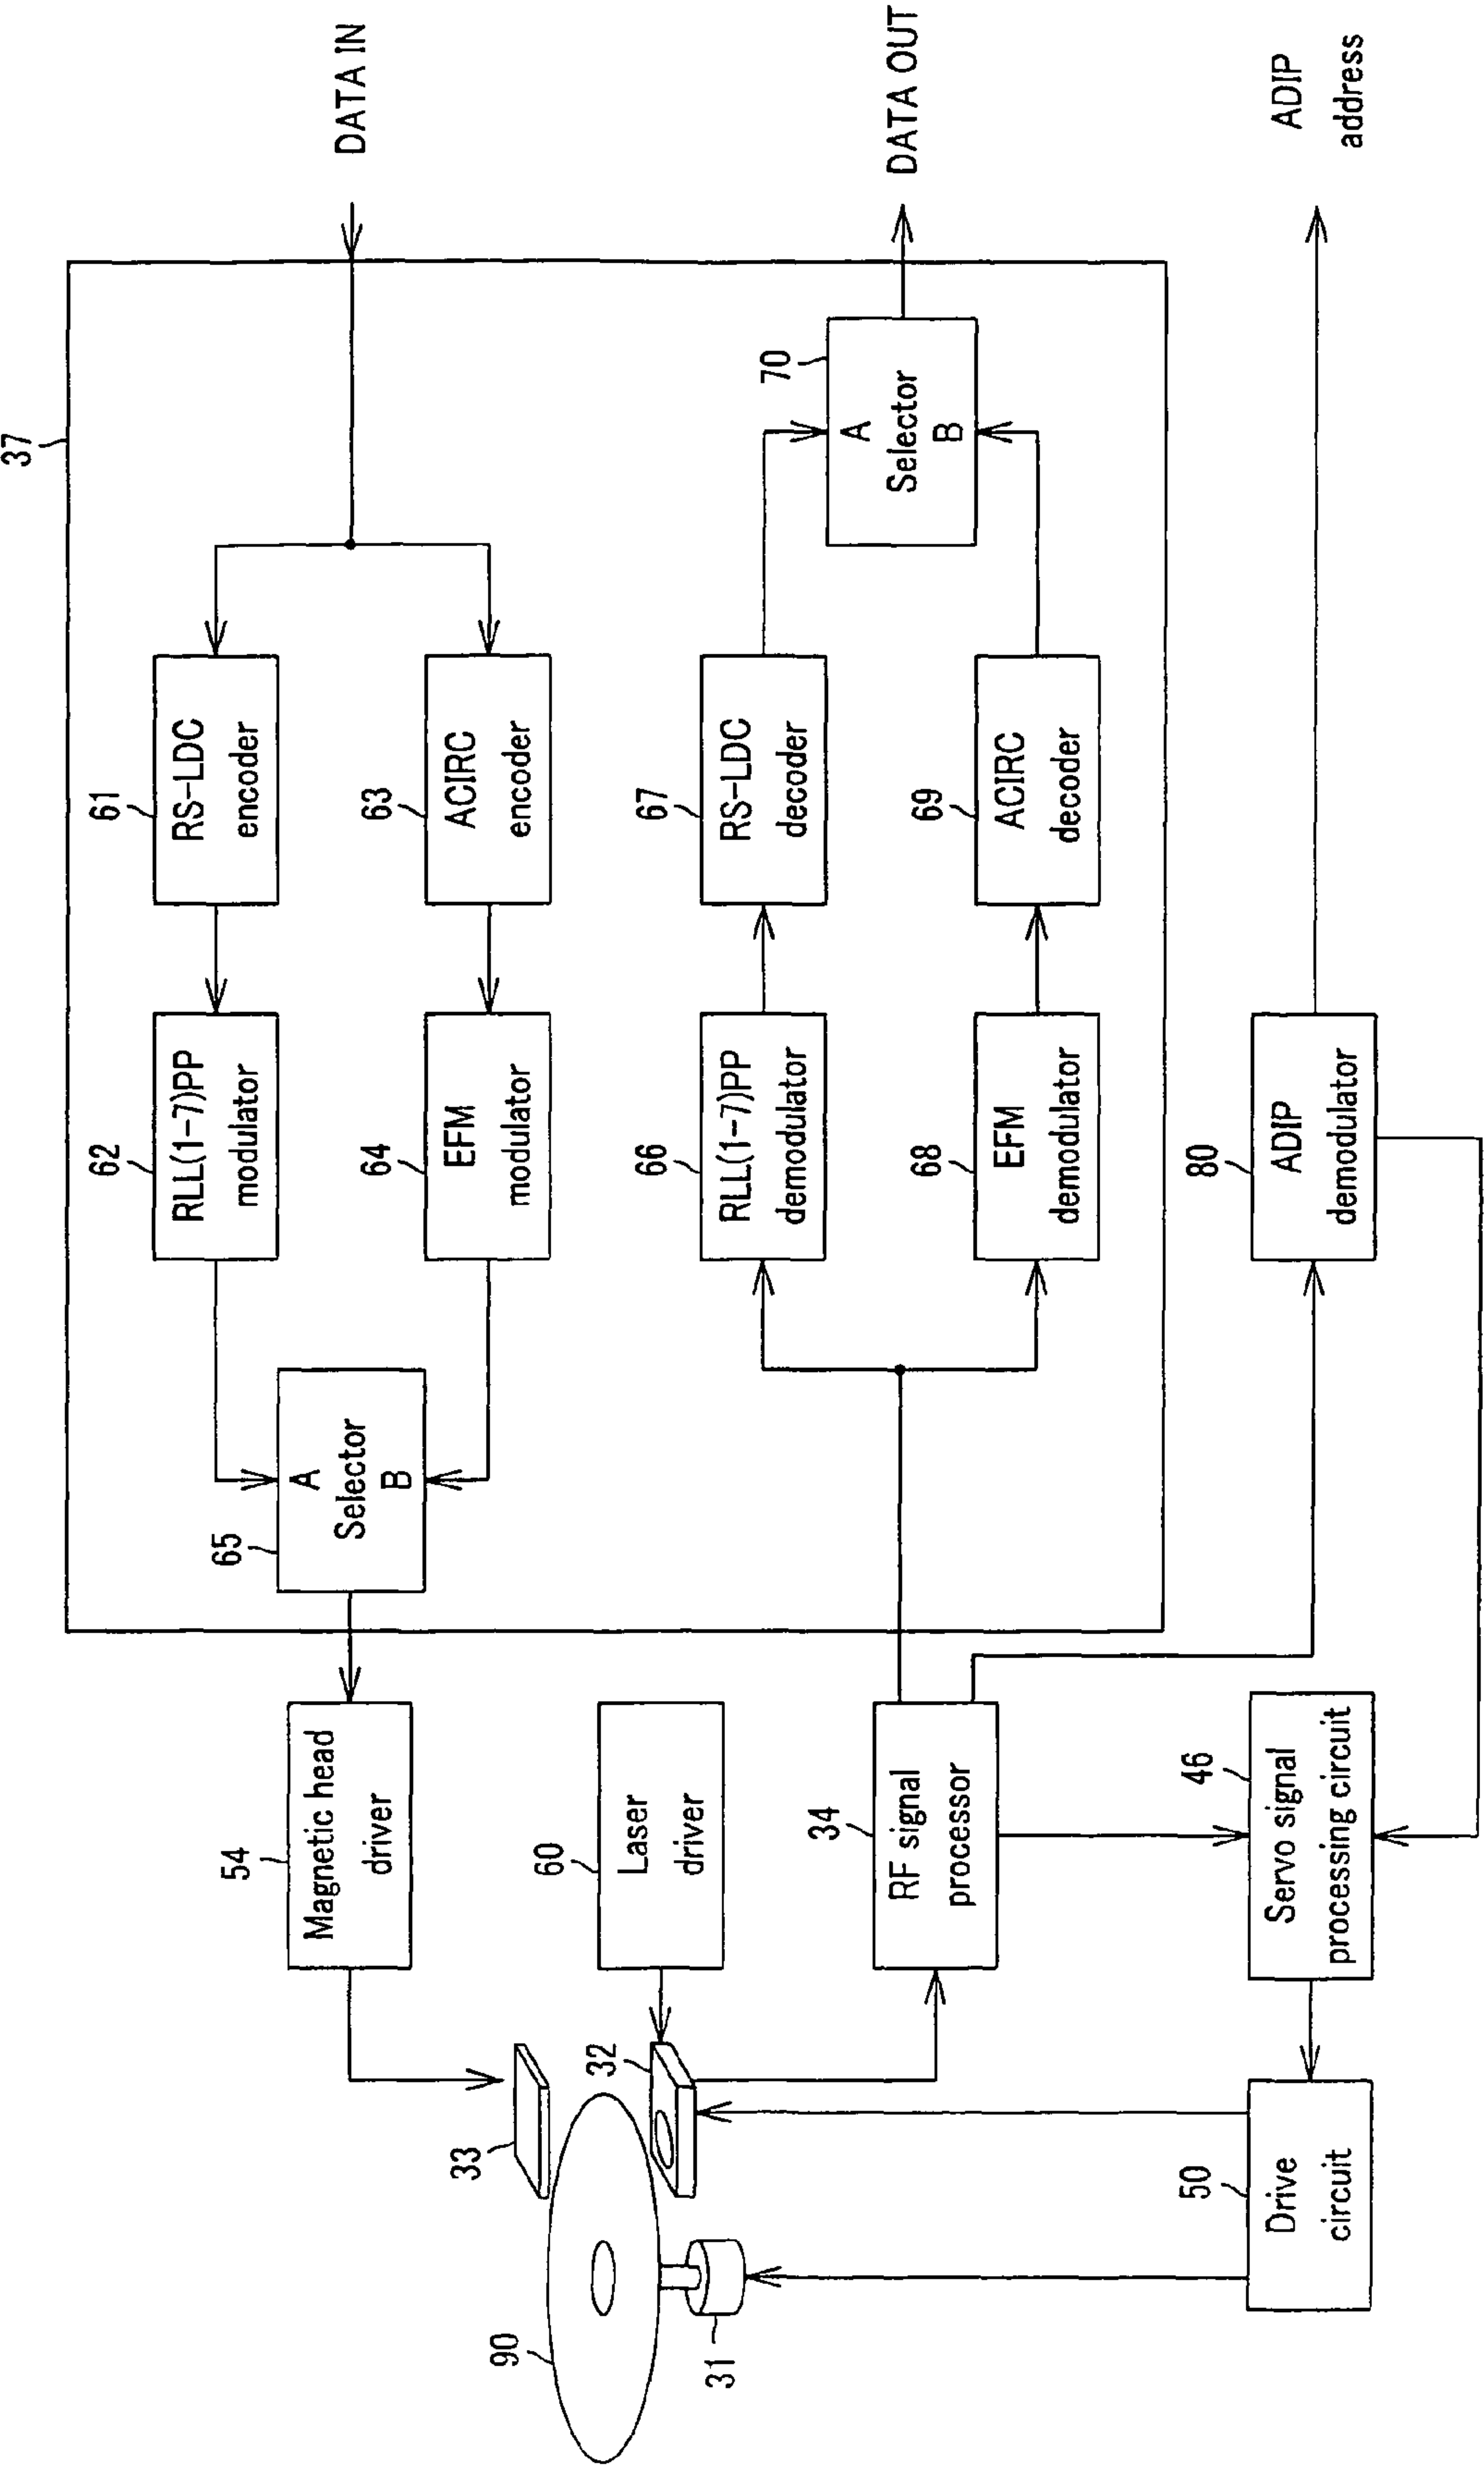 37
DATA IN
61
RS-LDC
encoder
62
RLL(1-7)PP
modulator
63
ACIRC
encoder
64
EFM
modulator
65
A
Selector
B
54
Magnetic head
driver
60
Laser
driver
33
32
90
31
34
RF signal
processor
66
RLL(1-7)PP
demodulator
67
RS-LDC
decoder
68
EFM
demodulator
69
ACIRC
decoder
70
A
Selector
B
DATA OUT
46
Servo signal
processing circuit
50
Drive
circuit
80
ADIP
demodulator
ADIP
address